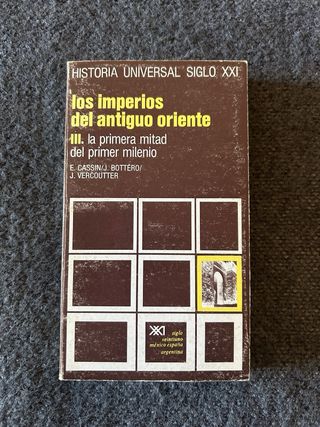 HISTORIA UNIVERSAL SIGLO XXI
los imperios
del antiguo oriente
III. la primera mitad
del primer milenio
E. CASSIN/J. BOTTÉRO/
J. VERCOUTTER
XXI
siglo
veintiuno
méxico españa
argentina